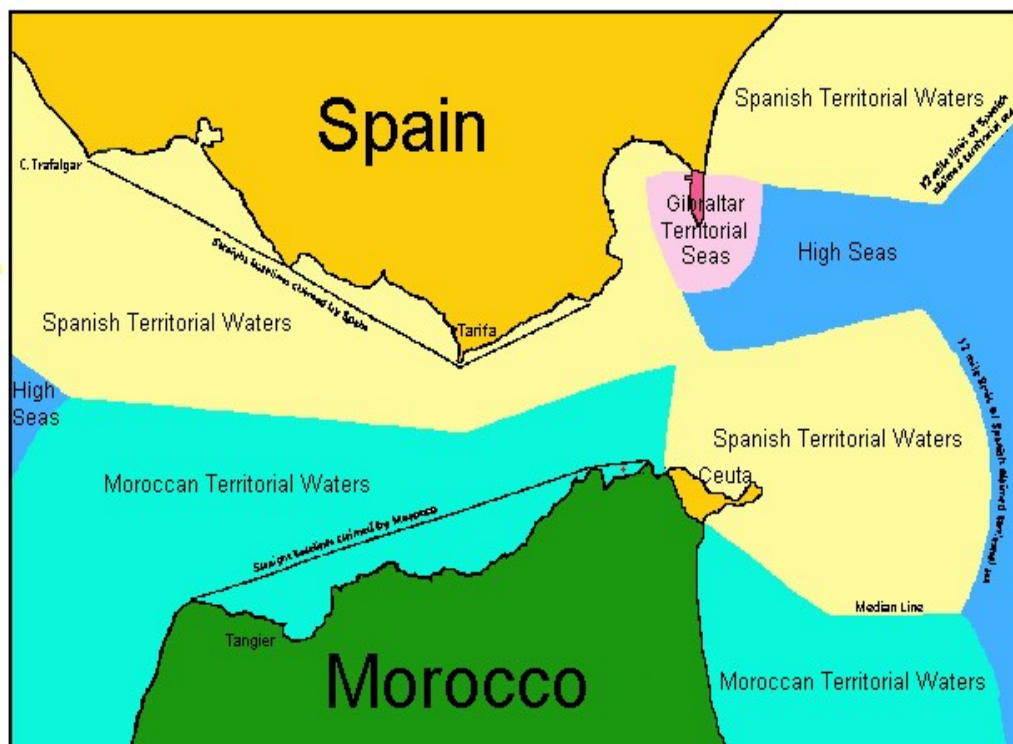 Spain
Spanish Territorial Waters
12 mile limit of Spanish
claimed territorial sea
C. Trafalgar
Gibraltar
Territorial
Seas
High Seas
Straight baselines claimed by Spain
Spanish Territorial Waters
Tarifa
12 mile limit of Spanish claimed territorial sea
High
Seas
Spanish Territorial Waters
Ceuta
Moroccan Territorial Waters
Straight baselines claimed by Morocco
Median Line
Tangier
Morocco
Moroccan Territorial Waters